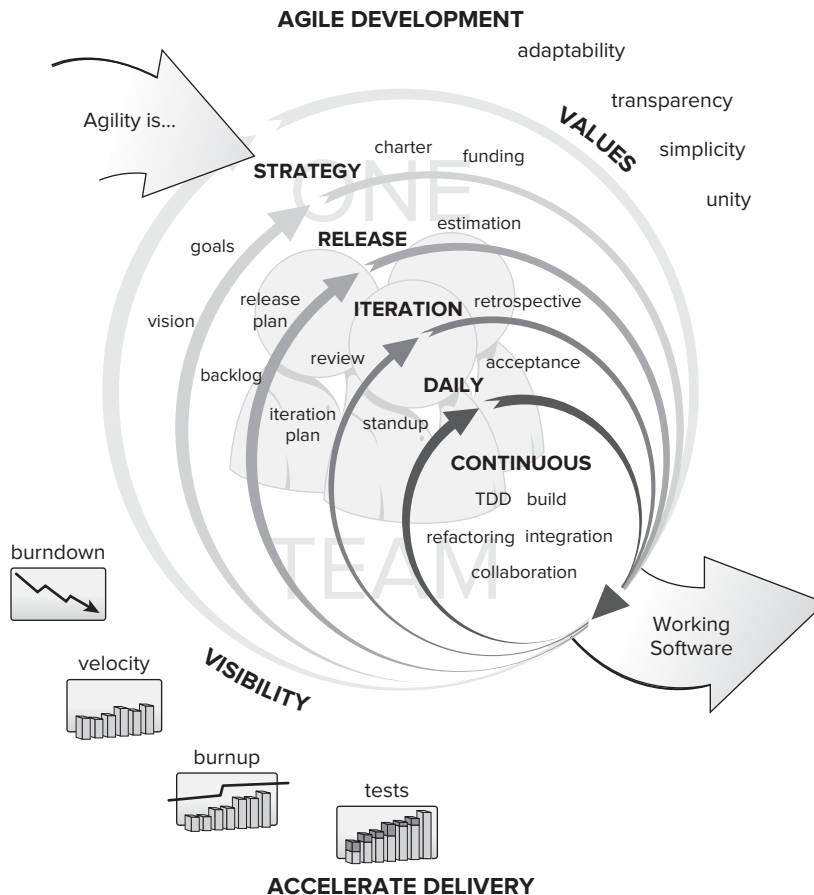 AGILE DEVELOPMENT
adaptability
transparency
VALUES
simplicity
unity
Agility is...
ONE
STRATEGY
charter
funding
goals
vision
RELEASE
estimation
release
plan
backlog
ITERATION
retrospective
review
acceptance
iteration
plan
DAILY
standup
CONTINUOUS
TDD build
refactoring integration
collaboration
TEAM
Working
Software
VISIBILITY
burndown
velocity
burnup
tests
ACCELERATE DELIVERY